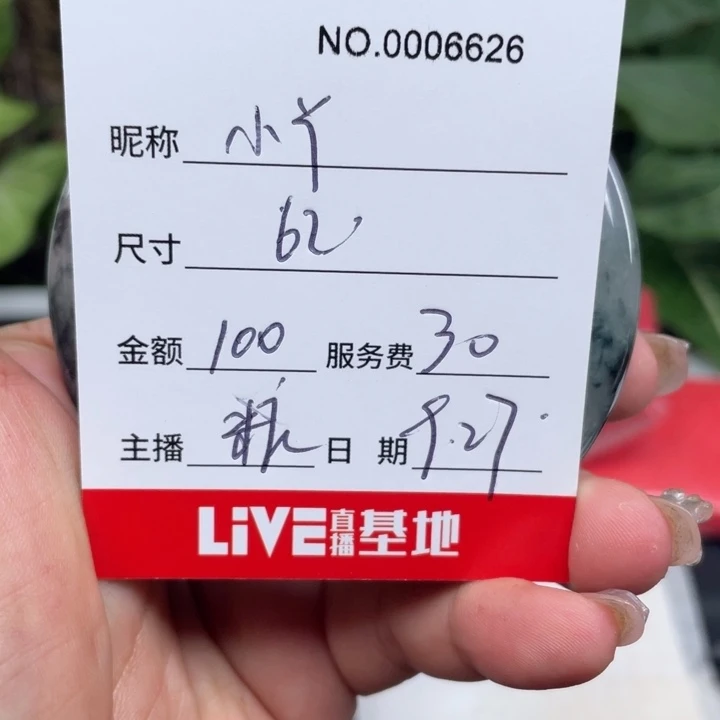 NO.0006626
昵称 小丫
尺寸 62
金额 100 服务费 30
主播 日 期 9.27
LiVE直播基地